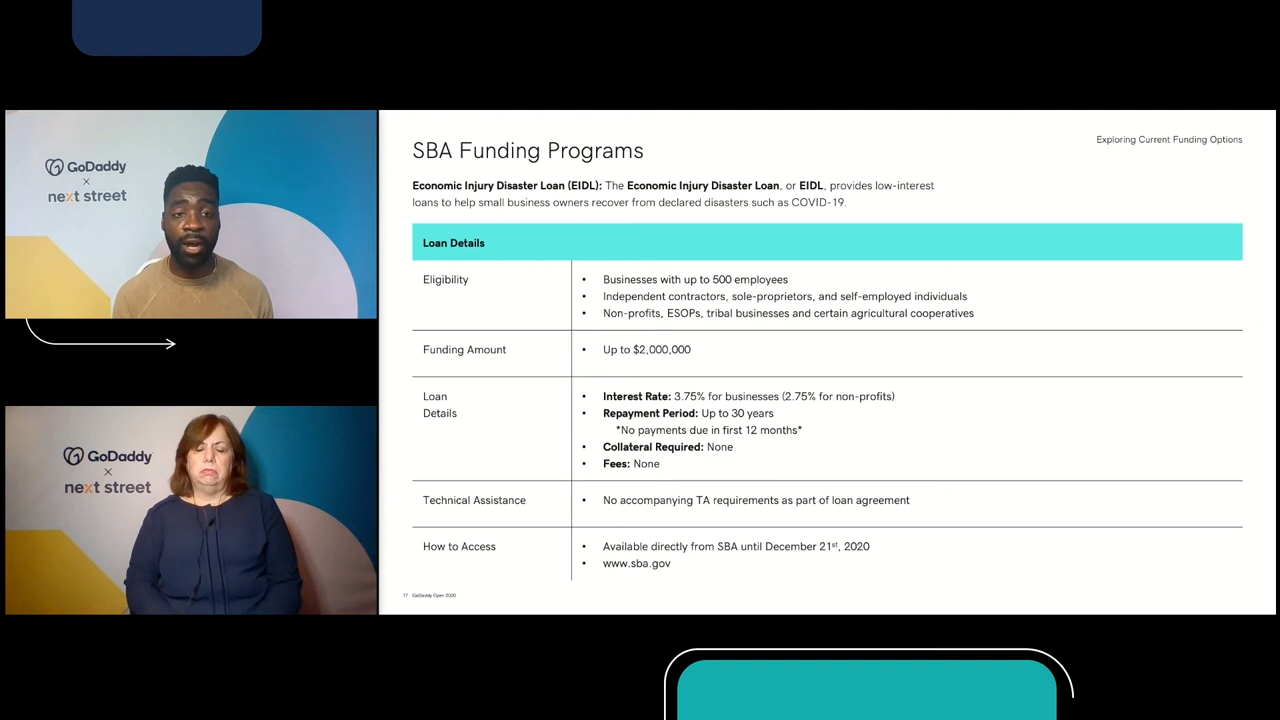 GoDaddy
×
next street
GoDaddy
×
next street
Exploring Current Funding Options
SBA Funding Programs
Economic Injury Disaster Loan (EIDL): The Economic Injury Disaster Loan, or EIDL, provides low-interest
loans to help small business owners recover from declared disasters such as COVID-19.
Loan Details
Eligibility
• Businesses with up to 500 employees
• Independent contractors, sole-proprietors, and self-employed individuals
• Non-profits, ESOPs, tribal businesses and certain agricultural cooperatives
Funding Amount
• Up to $2,000,000
Loan
Details
• Interest Rate: 3.75% for businesses (2.75% for non-profits)
• Repayment Period: Up to 30 years
*No payments due in first 12 months*
• Collateral Required: None
• Fees: None
Technical Assistance
• No accompanying TA requirements as part of loan agreement
How to Access
• Available directly from SBA until December 21st, 2020
• www.sba.gov
17 GoDaddy Open 2020